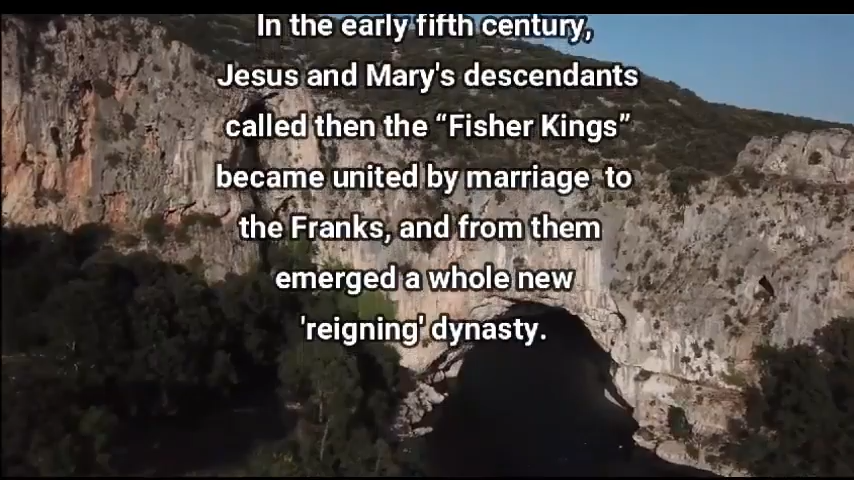 In the early fifth century,
Jesus and Mary's descendants
called then the “Fisher Kings”
became united by marriage to
the Franks, and from them
emerged a whole new
'reigning' dynasty.